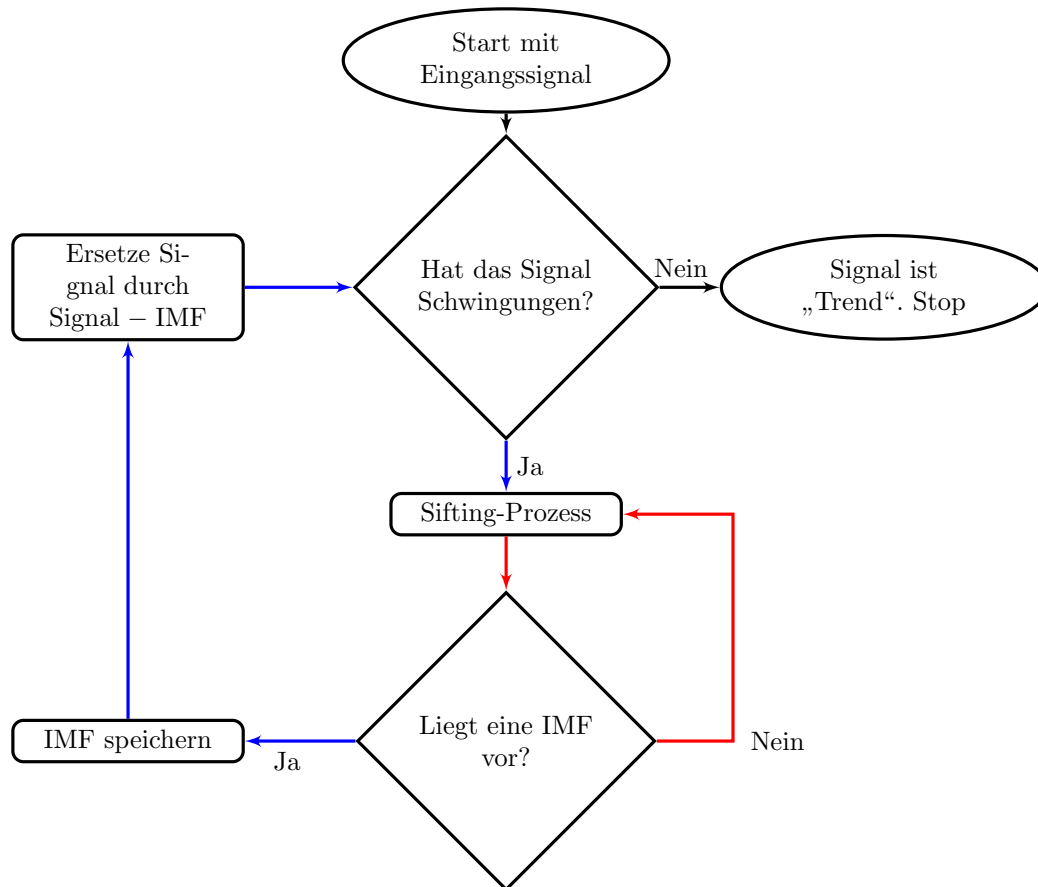 Start mit
Eingangssignal
Ersetze Si-
gnal durch
Signal – IMF
Hat das Signal
Schwingungen?
Nein
Signal ist
„Trend“. Stop
Ja
Sifting-Prozess
IMF speichern
Ja
Liegt eine IMF
vor?
Nein